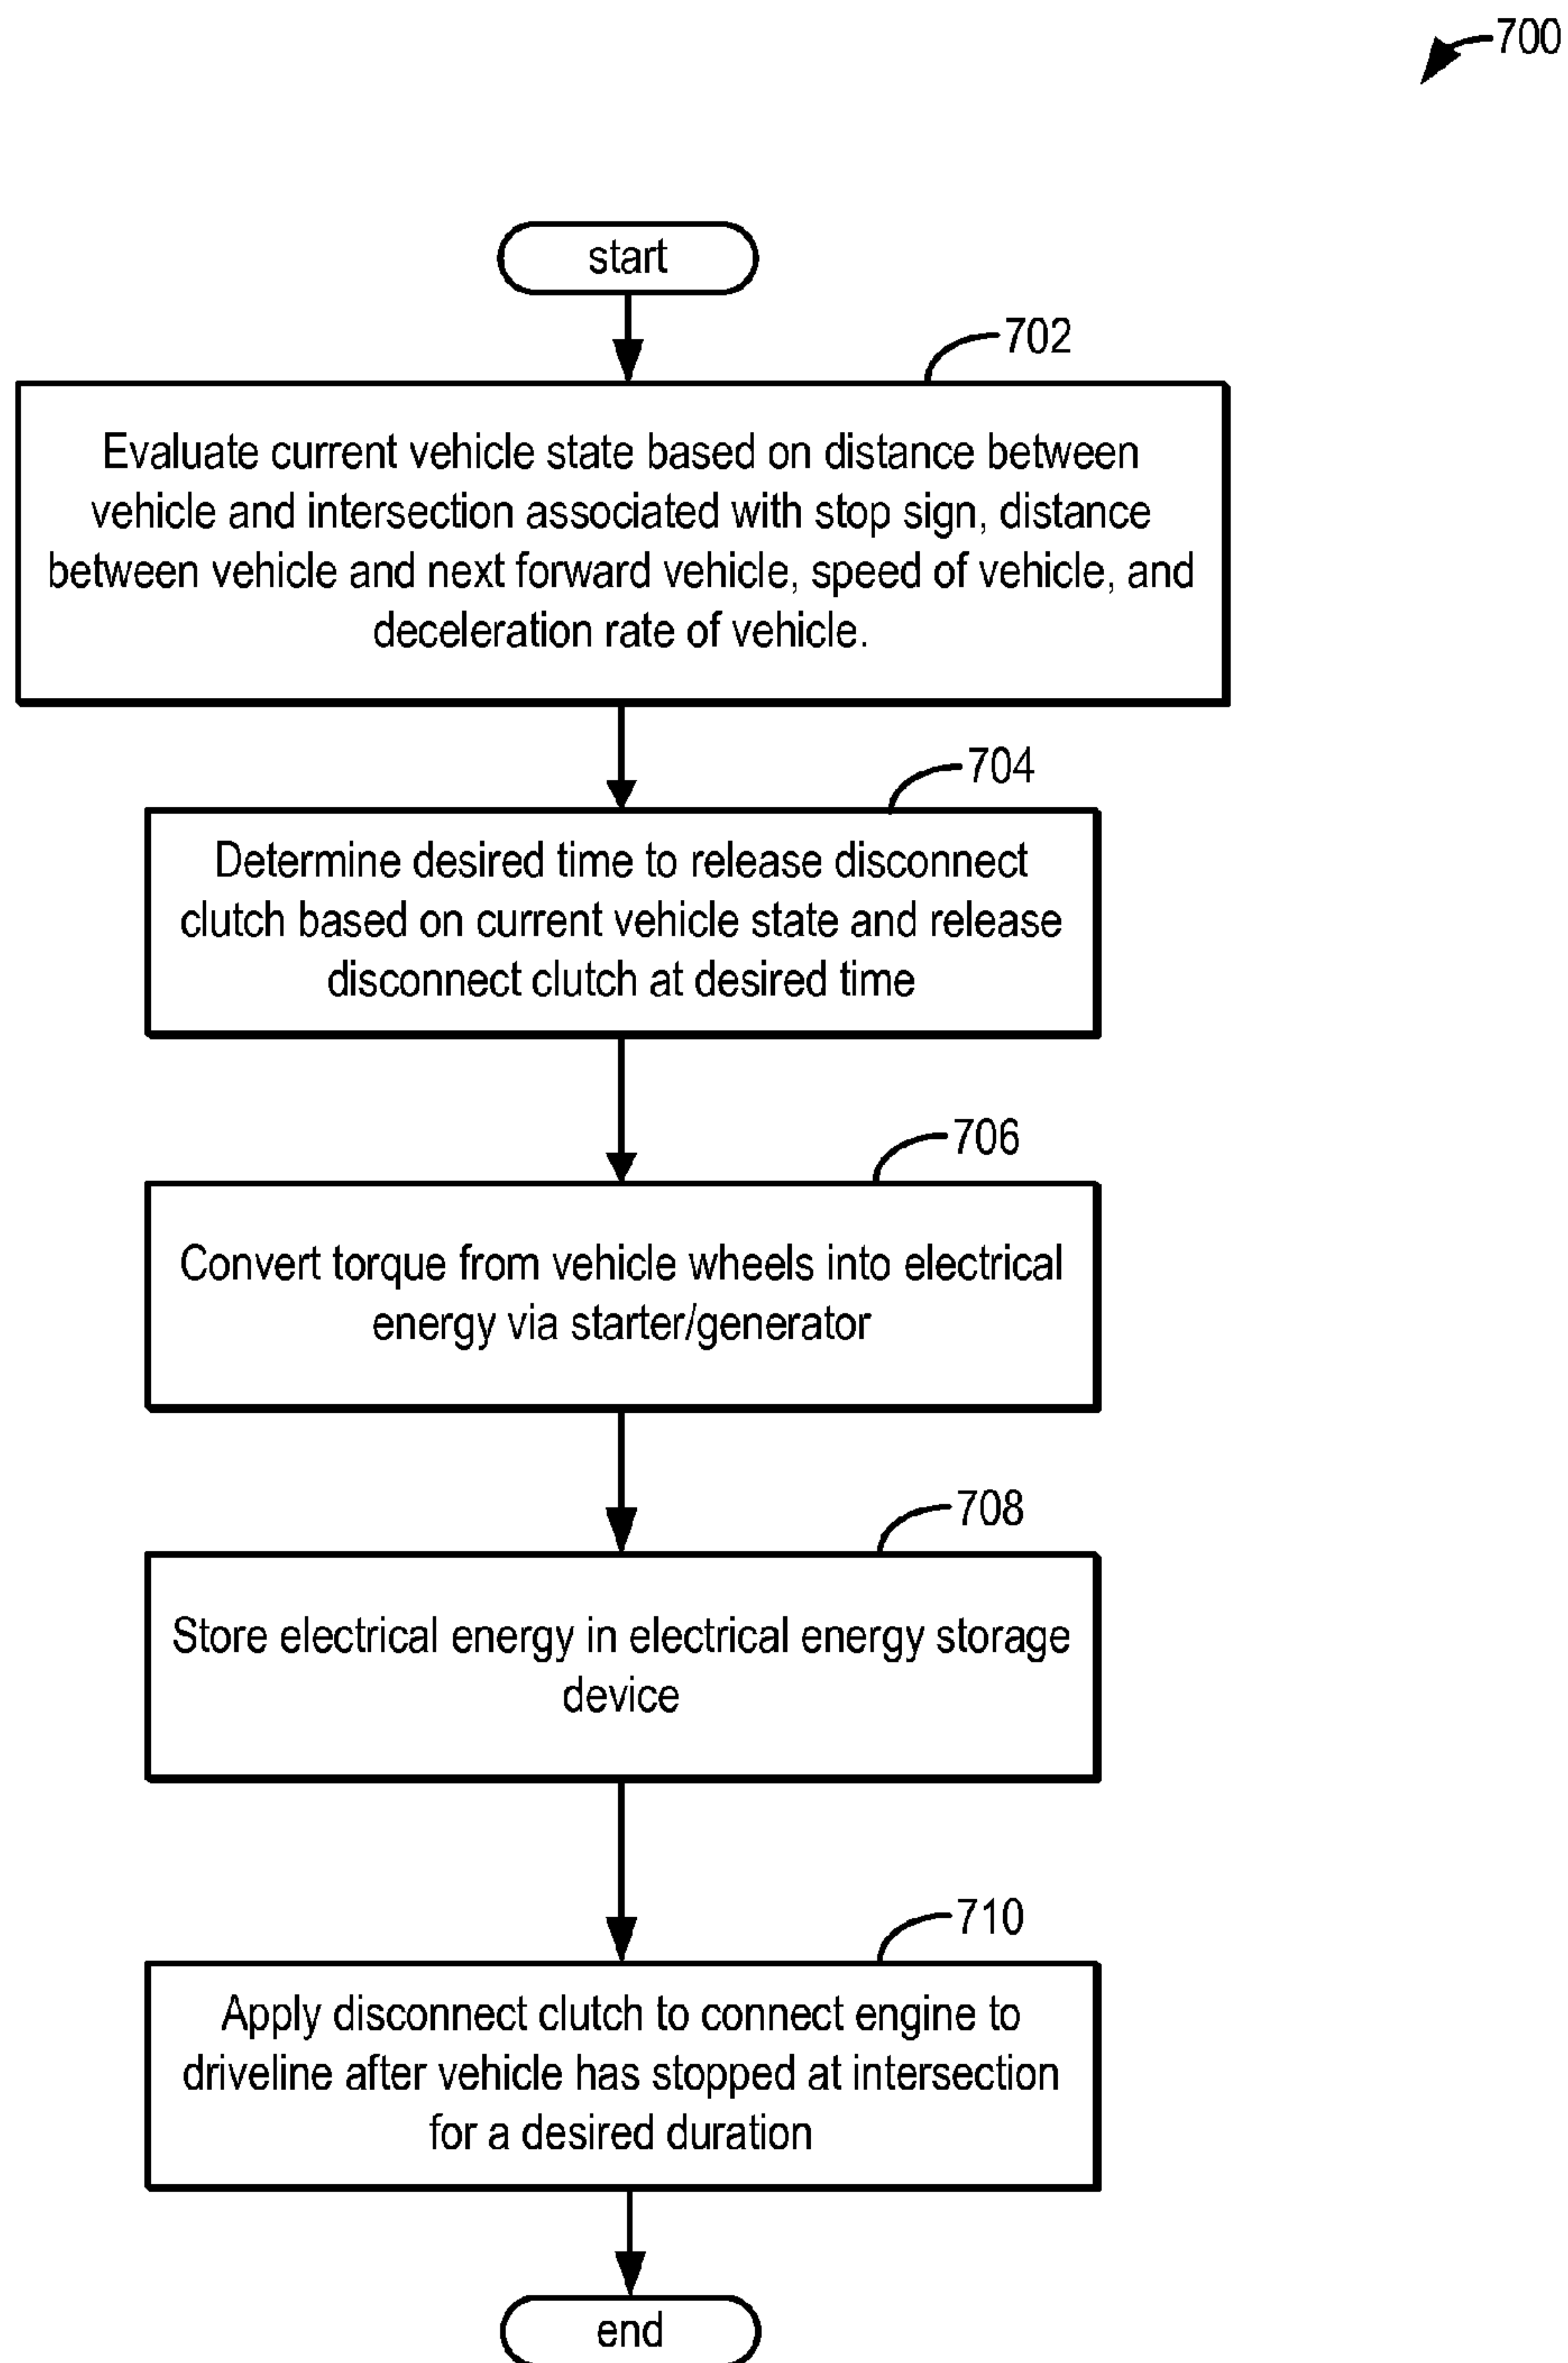 700
start
702
Evaluate current vehicle state based on distance between
vehicle and intersection associated with stop sign, distance
between vehicle and next forward vehicle, speed of vehicle, and
deceleration rate of vehicle.
704
Determine desired time to release disconnect
clutch based on current vehicle state and release
disconnect clutch at desired time
706
Convert torque from vehicle wheels into electrical
energy via starter/generator
708
Store electrical energy in electrical energy storage
device
710
Apply disconnect clutch to connect engine to
driveline after vehicle has stopped at intersection
for a desired duration
end